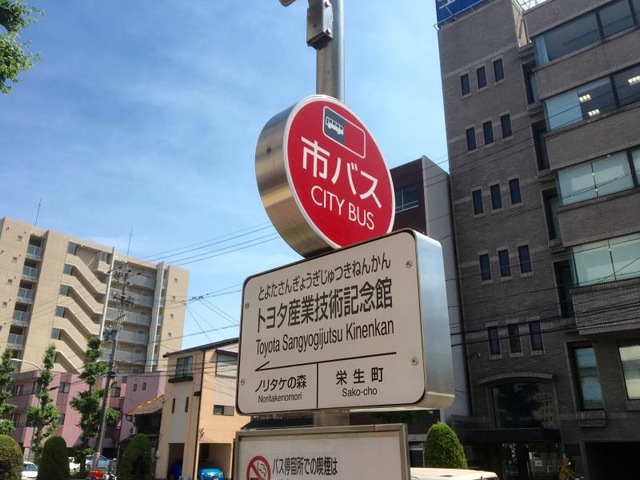 市バス
CITY BUS
とよたさんぎょうぎじゅつきねんかん
トヨタ産業技術記念館
Toyota Sangyogijutsu Kinenkan
ノリタケの森
Noritakenomori
栄生町
Sako-cho
バス停留所での喫煙は